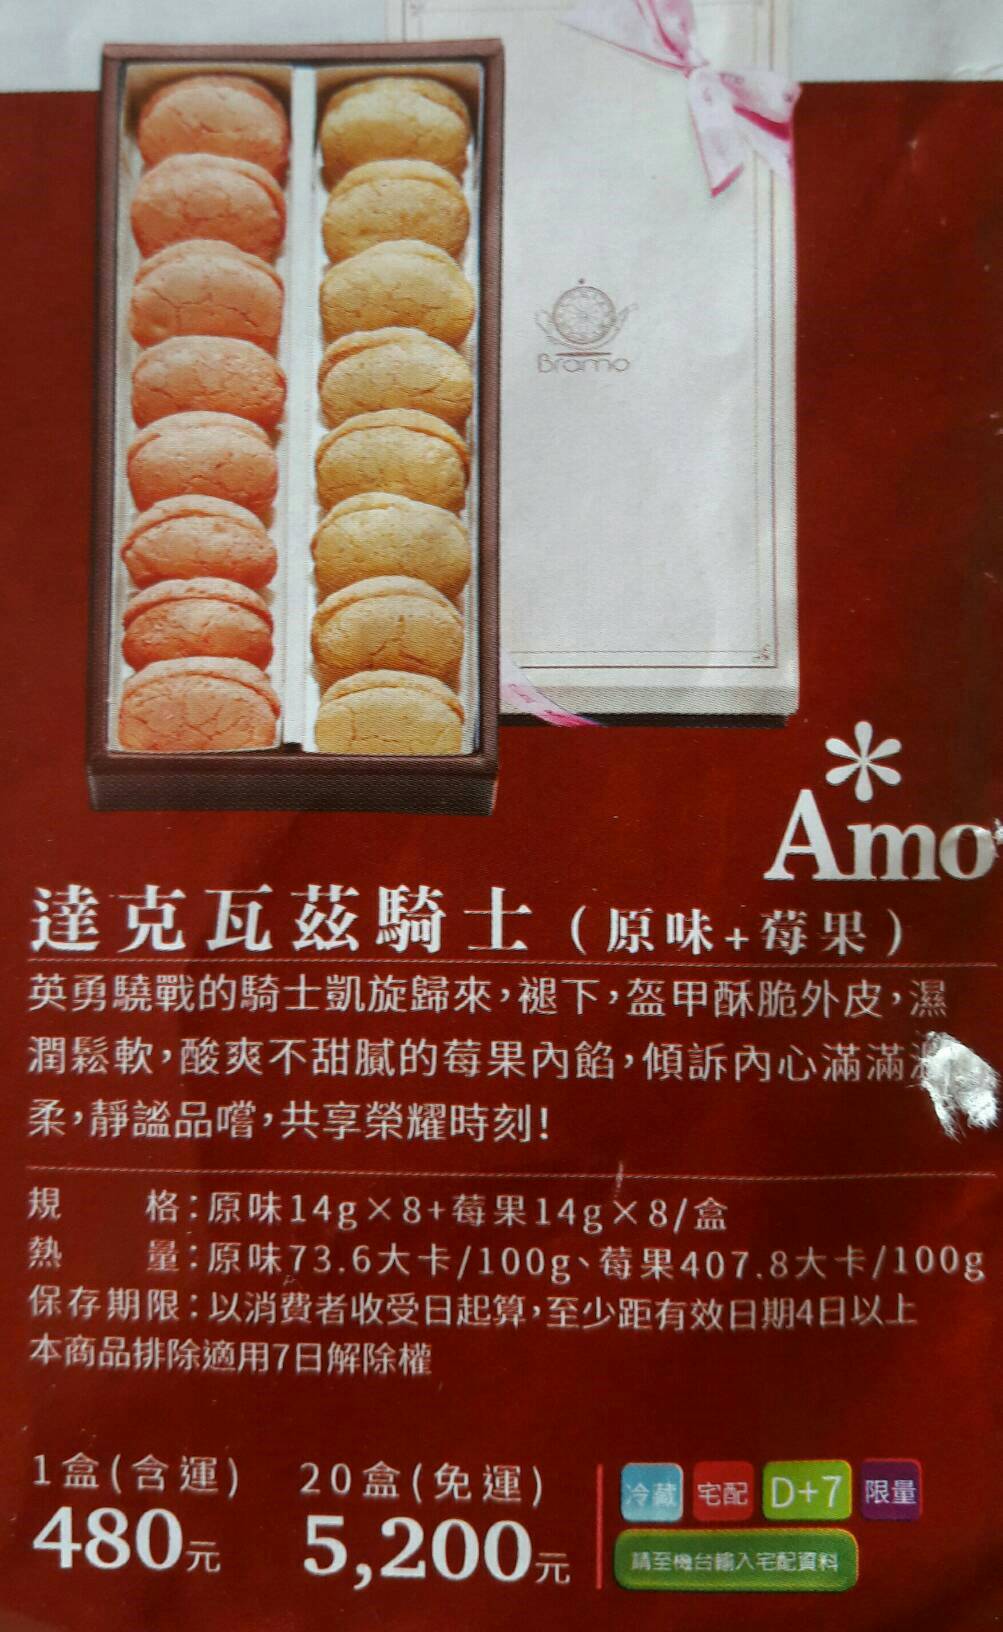 Bramo
Amo
達克瓦茲騎士(原味+莓果)
英勇驍戰的騎士凱旋歸來,褪下,盔甲酥脆外皮,濕
潤鬆軟,酸爽不甜膩的莓果內餡,傾訴內心滿滿
柔,靜謐品嚐,共享榮耀時刻!
規 格:原味14g×8+莓果14g×8/盒
熱 量:原味73.6大卡/100g、莓果407.8大卡/100g
保存期限:以消費者收受日起算,至少距有效日期4日以上
本商品排除適用7日解除權
1盒(含運) 20盒(免運)
480元 5,200元
冷藏 宅配 D+7 限量
請至機台輸入宅配資料